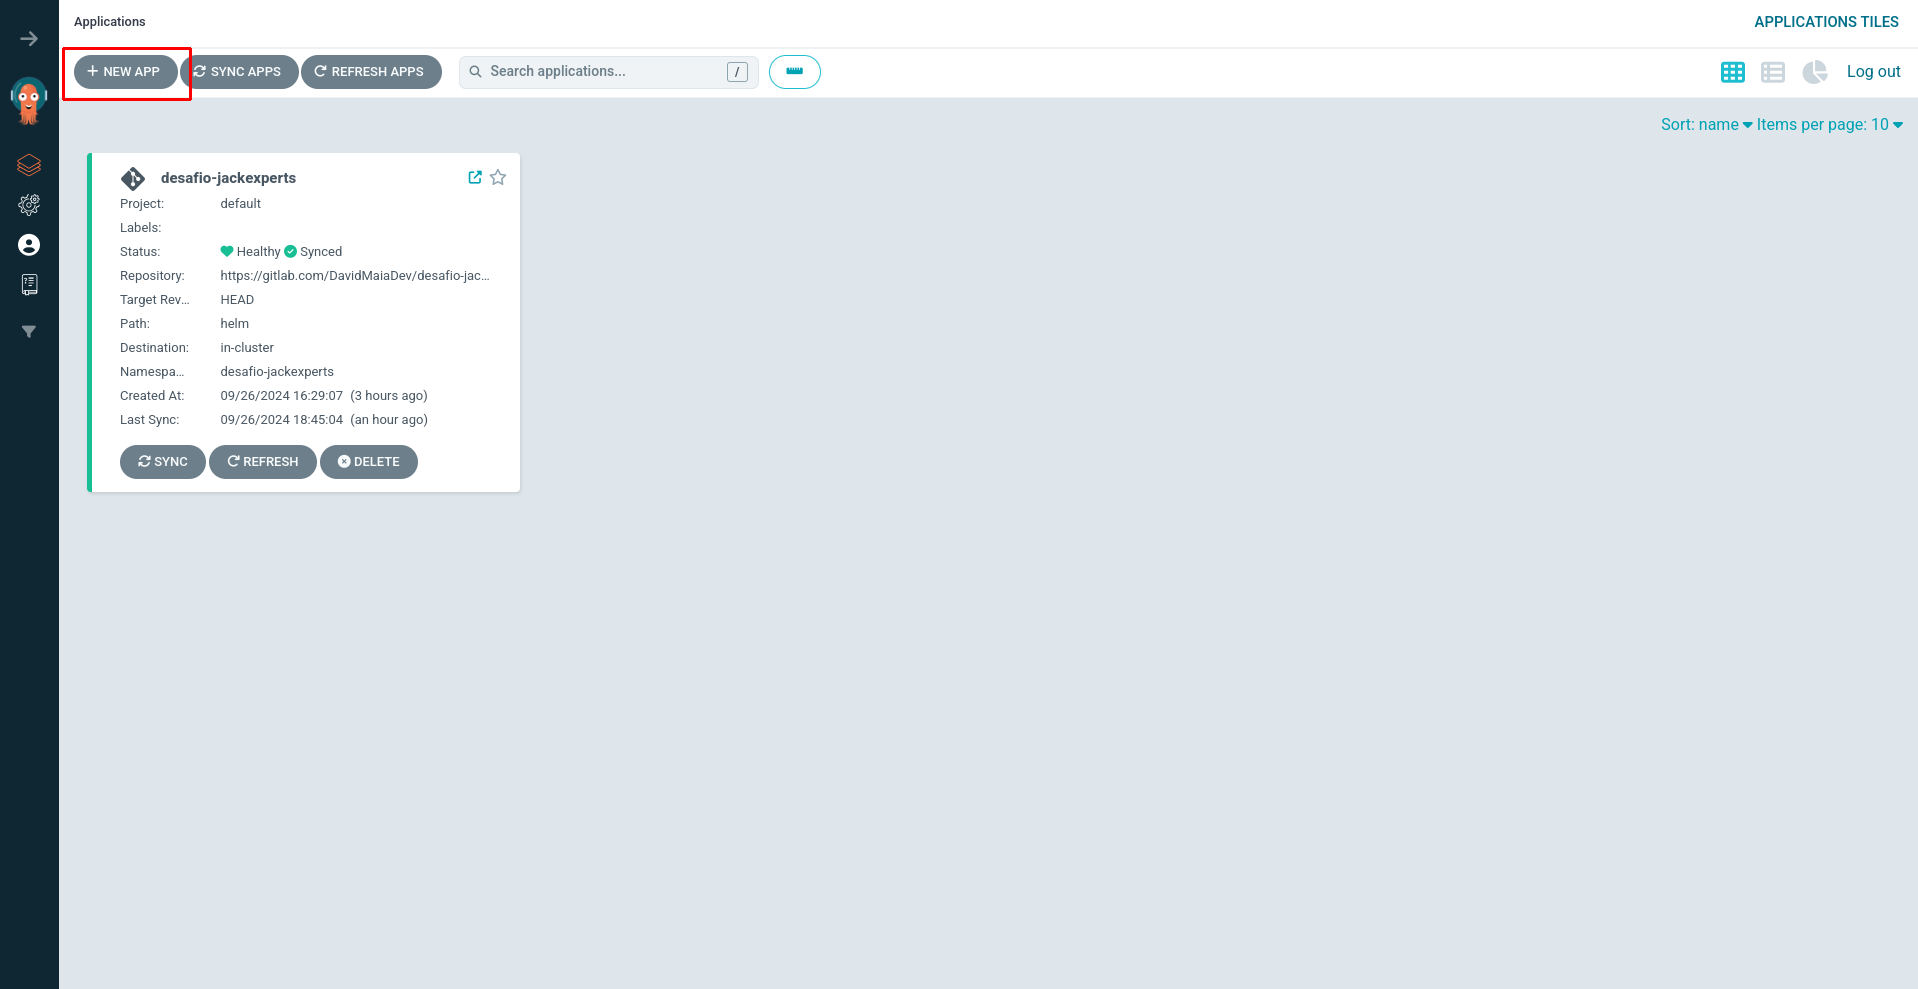 Applications
APPLICATIONS TILES
NEW APP
SYNC APPS
REFRESH APPS
Search applications...
/
Log out
Sort: name
Items per page: 10
desafio-jackexperts
Project: default
Labels:
Status: Healthy Synced
Repository: https://gitlab.com/DavidMaiaDev/desafio-jac...
Target Rev... HEAD
Path: helm
Destination: in-cluster
Namespa... desafio-jackexperts
Created At: 09/26/2024 16:29:07 (3 hours ago)
Last Sync: 09/26/2024 18:45:04 (an hour ago)
SYNC
REFRESH
DELETE